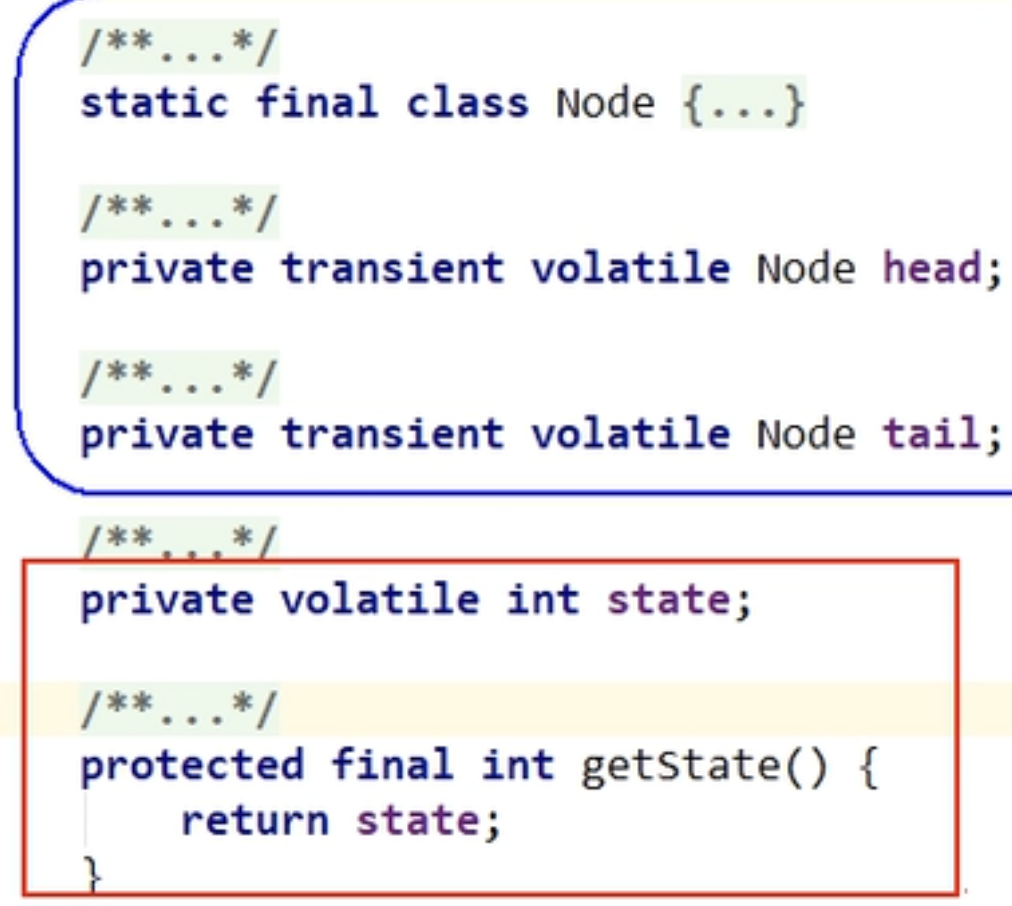 /**...*/
static final class Node {...}
/**...*/
private transient volatile Node head;
/**...*/
private transient volatile Node tail;
/**...*/
private volatile int state;
/**...*/
protected final int getState() {
return state;
}